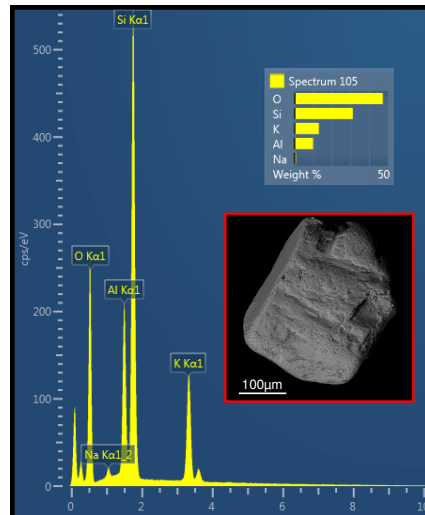 Si Kα1
500
cps/eV
400
300
200
100
0
O Kα1
Al Kα1
K Kα1
Na Kα1_2
0
2
4
6
8
10
Spectrum 105
O
Si
K
Al
Na
Weight %
50
100µm